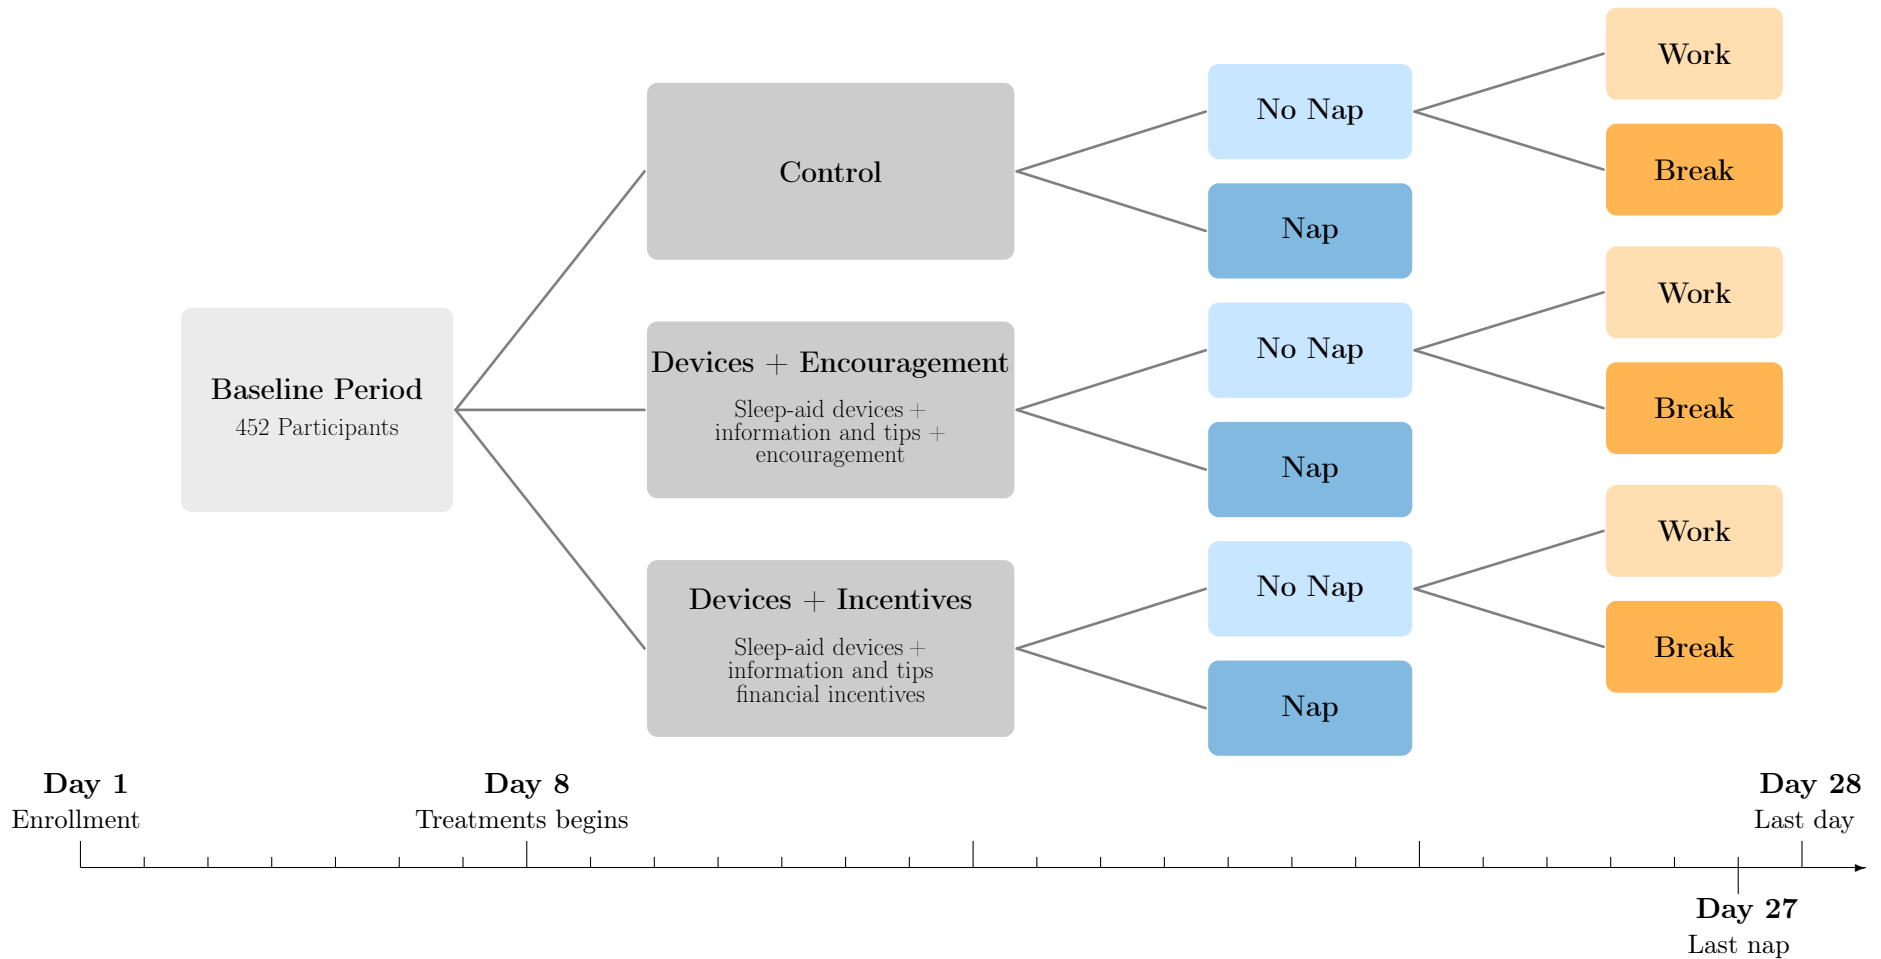 Baseline Period
452 Participants
Control
Devices + Encouragement
Sleep-aid devices +
information and tips +
encouragement
Devices + Incentives
Sleep-aid devices +
information and tips
financial incentives
No Nap
Nap
No Nap
Nap
No Nap
Nap
Work
Break
Work
Break
Work
Break
Day 1
Enrollment
Day 8
Treatments begins
Day 28
Last day
Day 27
Last nap